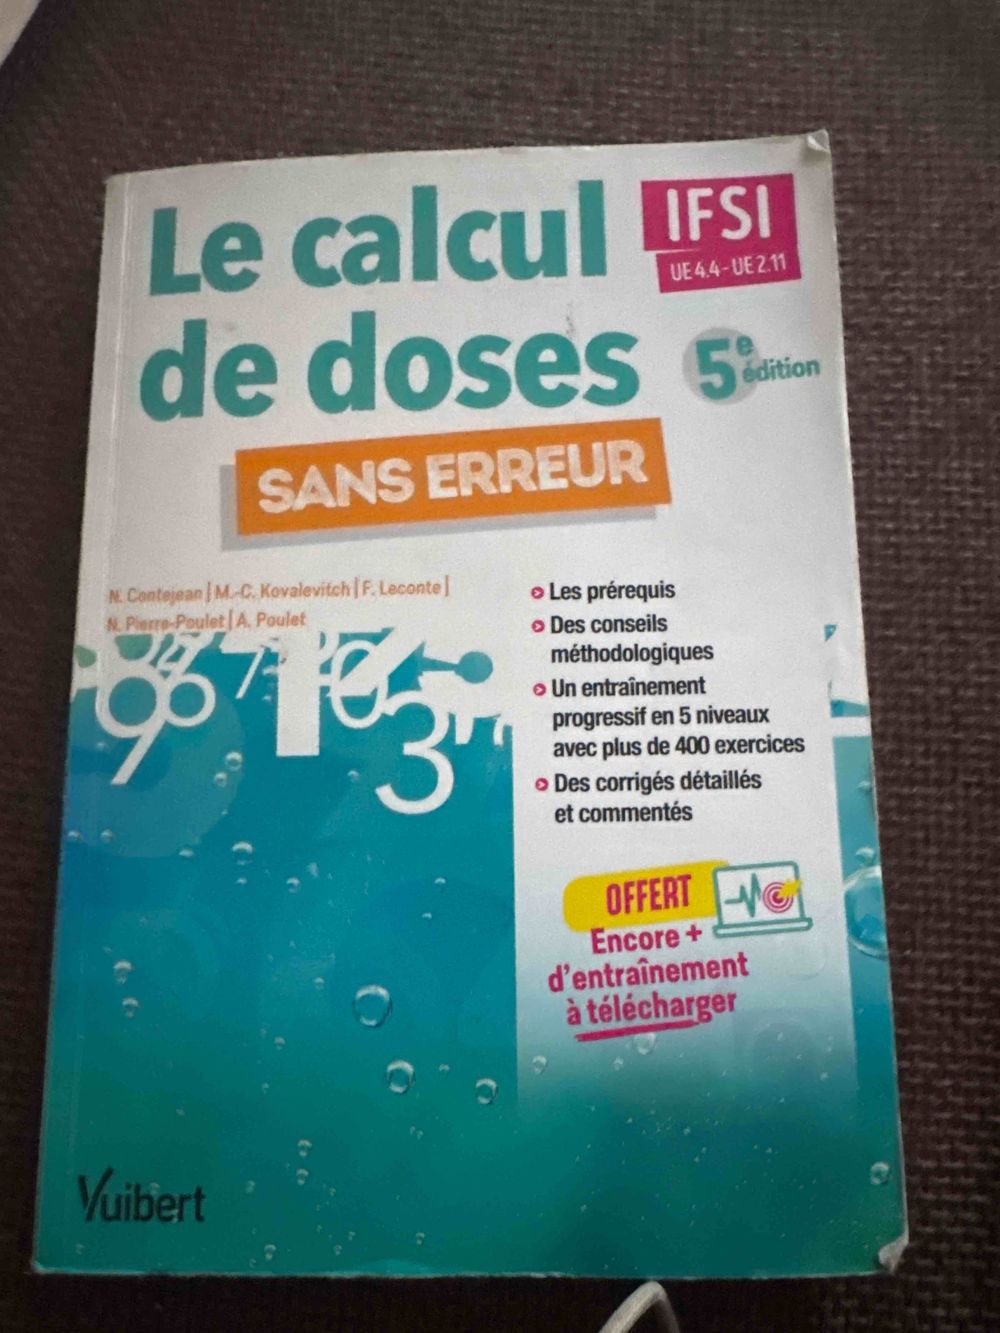 Le calcul
de doses
IFSI
UE 4.4 - UE 2.11
5e édition
SANS ERREUR
N. Contejean | M.-C. Kovalevitch | F. Leconte |
N. Pierre-Poulet | A. Poulet
Les prérequis
Des conseils
méthodologiques
Un entraînement
progressif en 5 niveaux
avec plus de 400 exercices
Des corrigés détaillés
et commentés
OFFERT
Encore +
d'entraînement
à télécharger
Vuibert